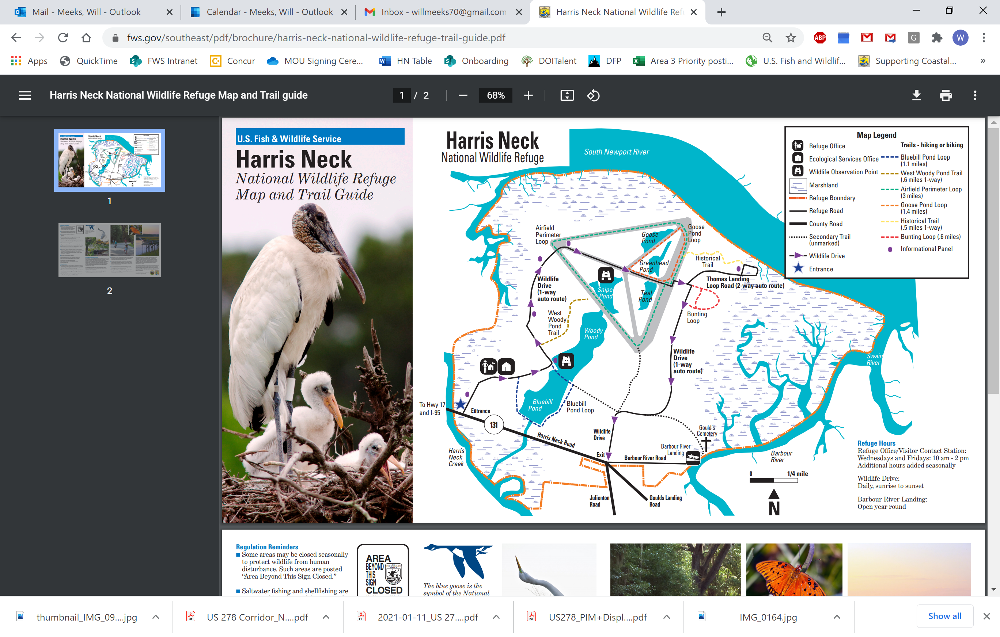 Mail - Meeks, Will - Outlook
Calendar - Meeks, Will - Outlook
Inbox - willmeeks70@gmail.com
Harris Neck National Wildlife Ref
fws.gov/southeast/pdf/brochure/harris-neck-national-wildlife-refuge-trail-guide.pdf
ABP
G
W
Apps
QuickTime
FWS Intranet
Concur
MOU Signing Cere...
HN Table
Onboarding
DOITalent
DFP
Area 3 Priority posti...
U.S. Fish and Wildlif...
Supporting Coastal...
»
Harris Neck National Wildlife Refuge Map and Trail guide
1 / 2
68%
1
2
U.S. Fish & Wildlife Service
Harris Neck
National Wildlife Refuge
Map and Trail Guide
Harris Neck
National Wildlife Refuge
South Newport River
Map Legend
Refuge Office
Ecological Services Office
Wildlife Observation Point
Marshland
Refuge Boundary
Refuge Road
County Road
Secondary Trail
(unmarked)
Wildlife Drive
Entrance
Trails - hiking or biking
Bluebill Pond Loop
(1.1 miles)
West Woody Pond Trail
(.6 miles 1-way)
Airfield Perimeter Loop
(3 miles)
Goose Pond Loop
(1.4 miles)
Historical Trail
(.5 miles 1-way)
Bunting Loop (.6 miles)
Informational Panel
Airfield
Perimeter
Loop
Goose
Pond
Goose
Pond
Loop
Greenhead
Pond
Historical
Trail
Thomas Landing
Loop Road (2-way auto route)
Wildlife
Drive
(1-way
auto route)
Snipe
Pond
Teal
Pond
West
Woody
Pond
Trail
Bunting
Loop
Woody
Pond
Wildlife
Drive
(1-way
auto route)
Swain
River
To Hwy 17
and I-95
Entrance
131
Bluebill
Pond
Bluebill
Pond Loop
Harris Neck Road
Wildlife
Drive
Gould's
Cemetery
Harris
Neck
Creek
Exit
Barbour River Road
Barbour River
Landing
Barbour
River
0 1/4 mile
N
Julienton
Road
Goulds Landing
Road
Refuge Hours
Refuge Office/Visitor Contact Station:
Wednesdays and Fridays: 10 am - 2 pm
Additional hours added seasonally
Wildlife Drive:
Daily, sunrise to sunset
Barbour River Landing:
Open year round
Regulation Reminders
■ Some areas may be closed seasonally
to protect wildlife from human
disturbance. Such areas are posted
“Area Beyond This Sign Closed.”
■ Saltwater fishing and shellfishing are
AREA
BEYOND
THIS
SIGN
CLOSED
The blue goose is the
symbol of the National
thumbnail_IMG_09....jpg
US 278 Corridor_N....pdf
2021-01-11_US 27....pdf
US278_PIM+Displ....pdf
IMG_0164.jpg
Show all